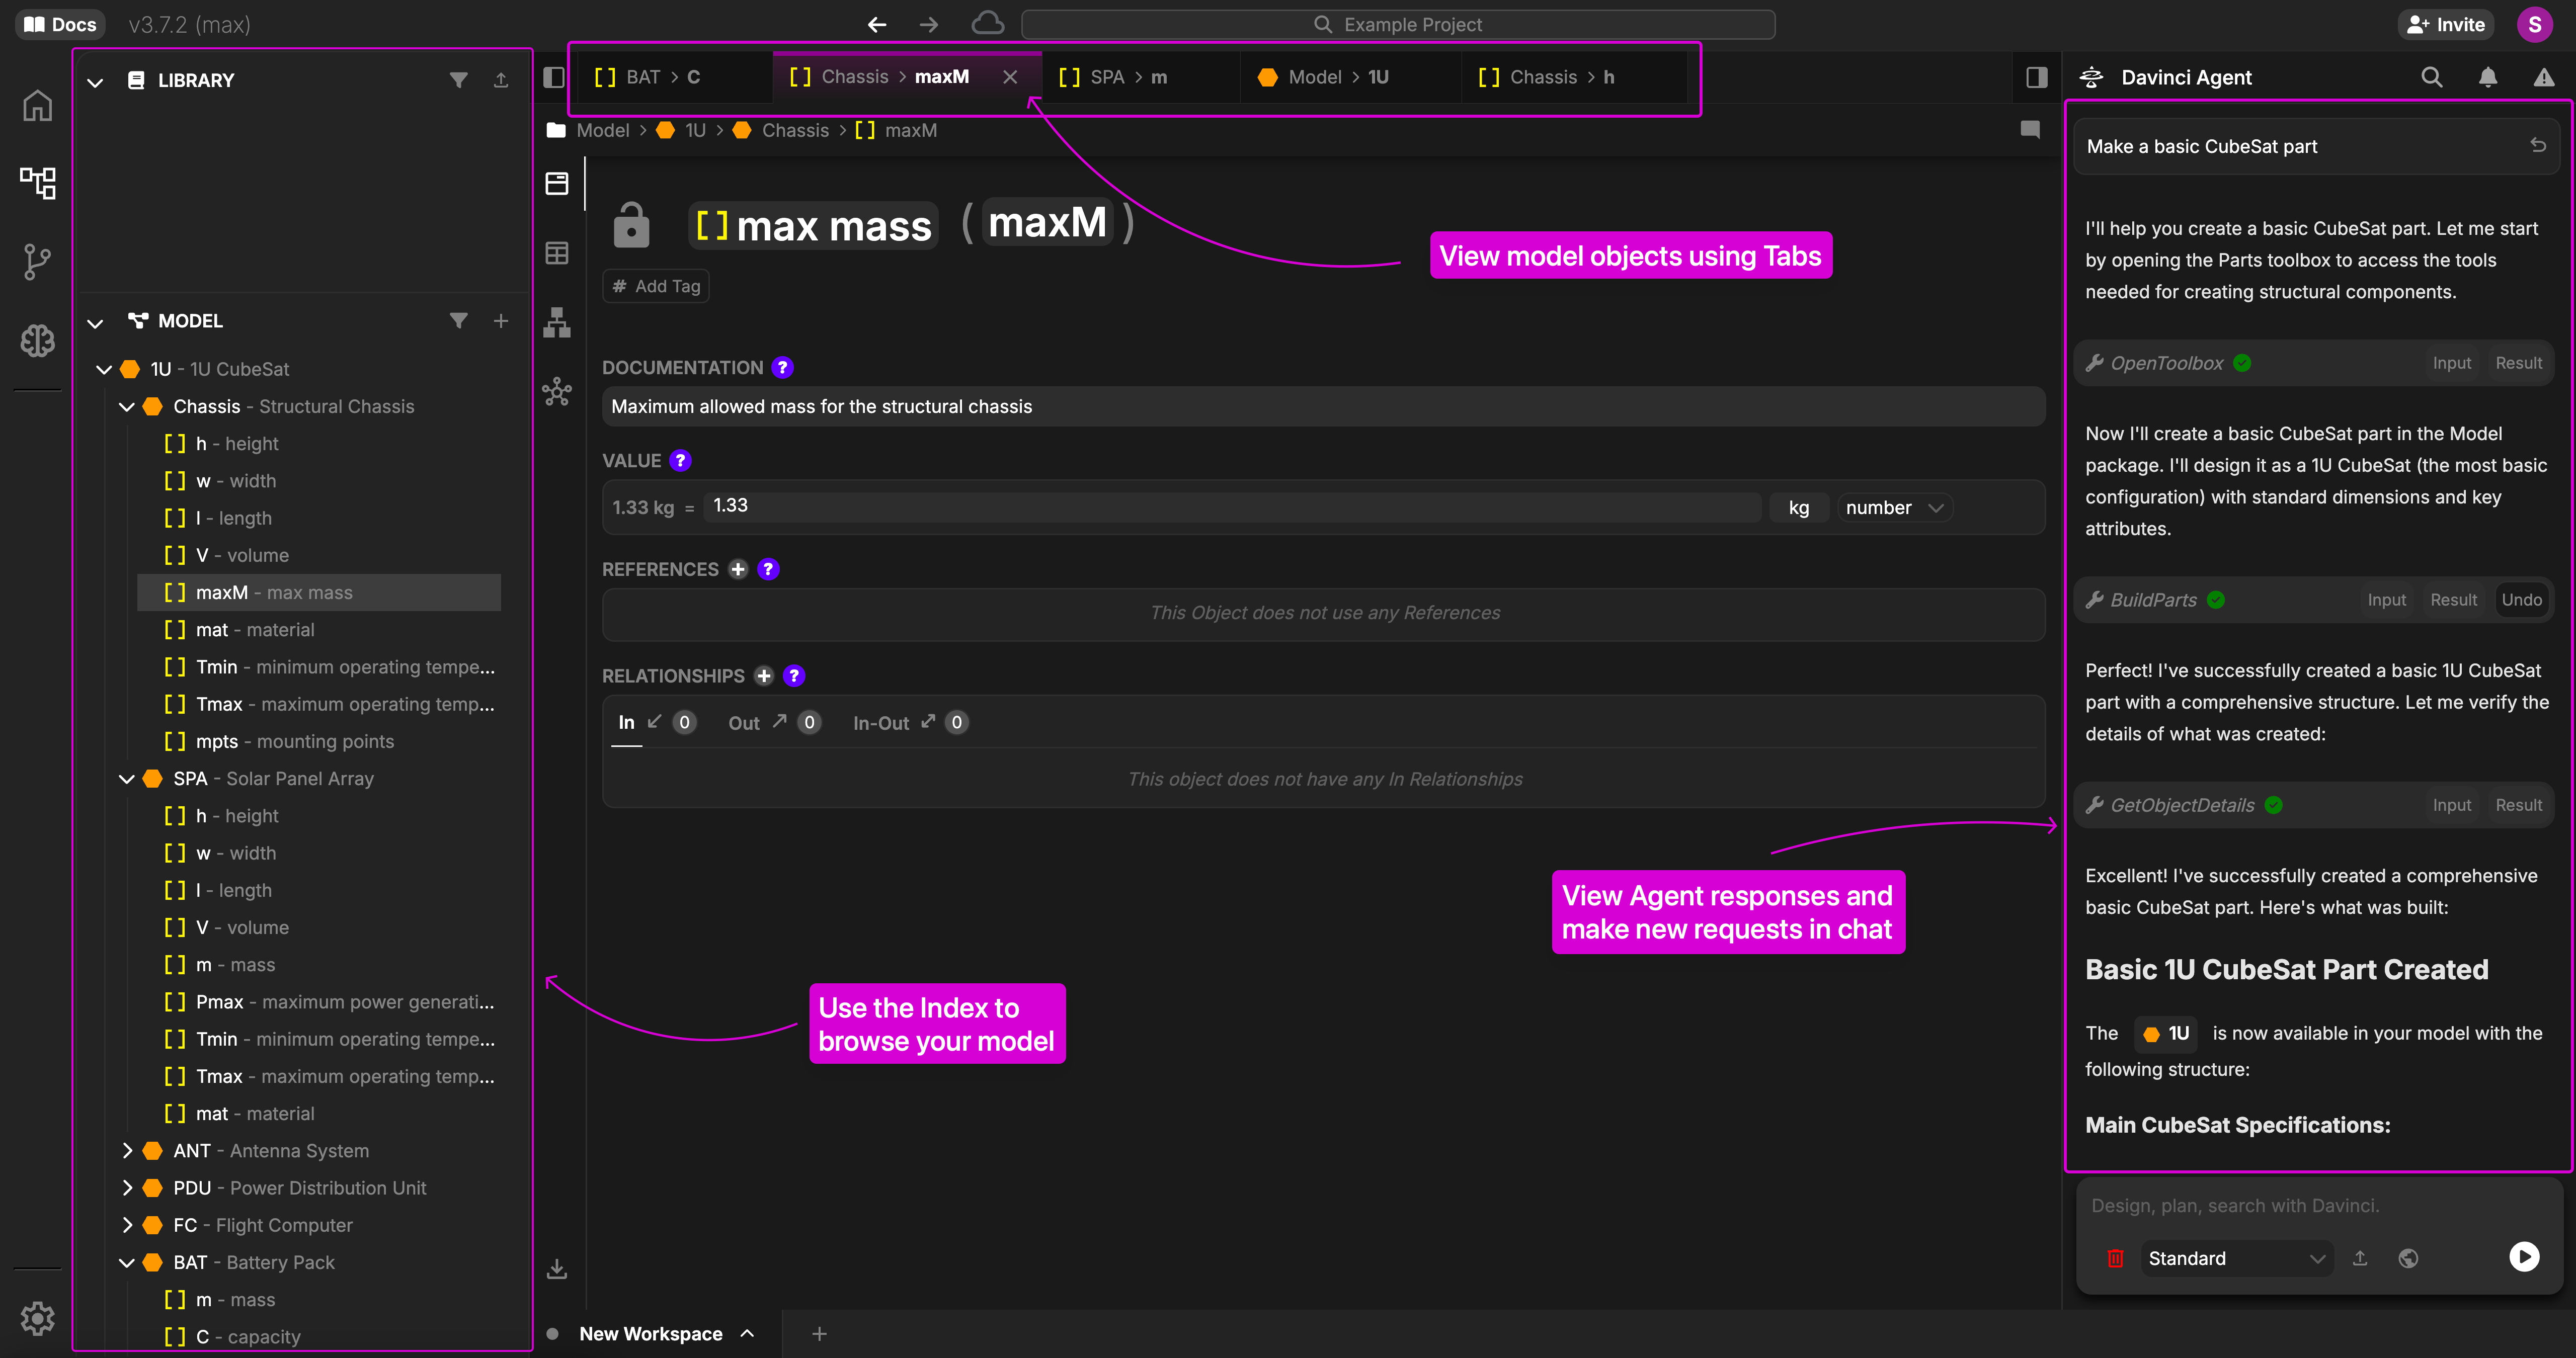 Docs
v3.7.2 (max)
Example Project
Invite
S
LIBRARY
MODEL
1U - 1U CubeSat
Chassis - Structural Chassis
[ ] h - height
[ ] w - width
[ ] l - length
[ ] V - volume
[ ] maxM - max mass
[ ] mat - material
[ ] Tmin - minimum operating tempe...
[ ] Tmax - maximum operating temp...
[ ] mpts - mounting points
SPA - Solar Panel Array
[ ] h - height
[ ] w - width
[ ] l - length
[ ] V - volume
[ ] m - mass
[ ] Pmax - maximum power generati...
[ ] Tmin - minimum operating tempe...
[ ] Tmax - maximum operating temp...
[ ] mat - material
ANT - Antenna System
PDU - Power Distribution Unit
FC - Flight Computer
BAT - Battery Pack
[ ] m - mass
[ ] C - capacity
[ ] BAT > C
[ ] Chassis > maxM
[ ] SPA > m
Model > 1U
[ ] Chassis > h
Model > 1U > Chassis > [ ] maxM
[ ] max mass (maxM)
# Add Tag
View model objects using Tabs
DOCUMENTATION ?
Maximum allowed mass for the structural chassis
VALUE ?
1.33 kg = 1.33 kg number
REFERENCES + ?
This Object does not use any References
RELATIONSHIPS + ?
In 0 Out 0 In-Out 0
This object does not have any In Relationships
View Agent responses and
make new requests in chat
Use the Index to
browse your model
New Workspace
Davinci Agent
Make a basic CubeSat part
I'll help you create a basic CubeSat part. Let me start
by opening the Parts toolbox to access the tools
needed for creating structural components.
OpenToolbox Input Result
Now I'll create a basic CubeSat part in the Model
package. I'll design it as a 1U CubeSat (the most basic
configuration) with standard dimensions and key
attributes.
BuildParts Input Result Undo
Perfect! I've successfully created a basic 1U CubeSat
part with a comprehensive structure. Let me verify the
details of what was created:
GetObjectDetails Input Result
Excellent! I've successfully created a comprehensive
basic CubeSat part. Here's what was built:
Basic 1U CubeSat Part Created
The 1U is now available in your model with the
following structure:
Main CubeSat Specifications:
Design, plan, search with Davinci.
Standard